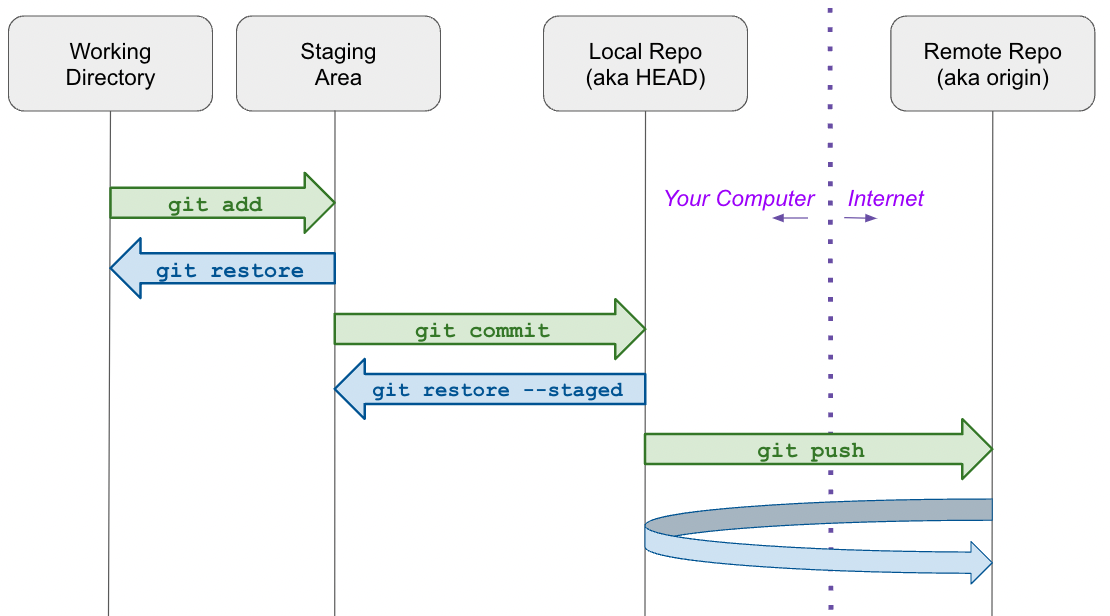 Working
Directory
Staging
Area
Local Repo
(aka HEAD)
Remote Repo
(aka origin)
git add
Your Computer
Internet
git restore
git commit
git restore --staged
git push